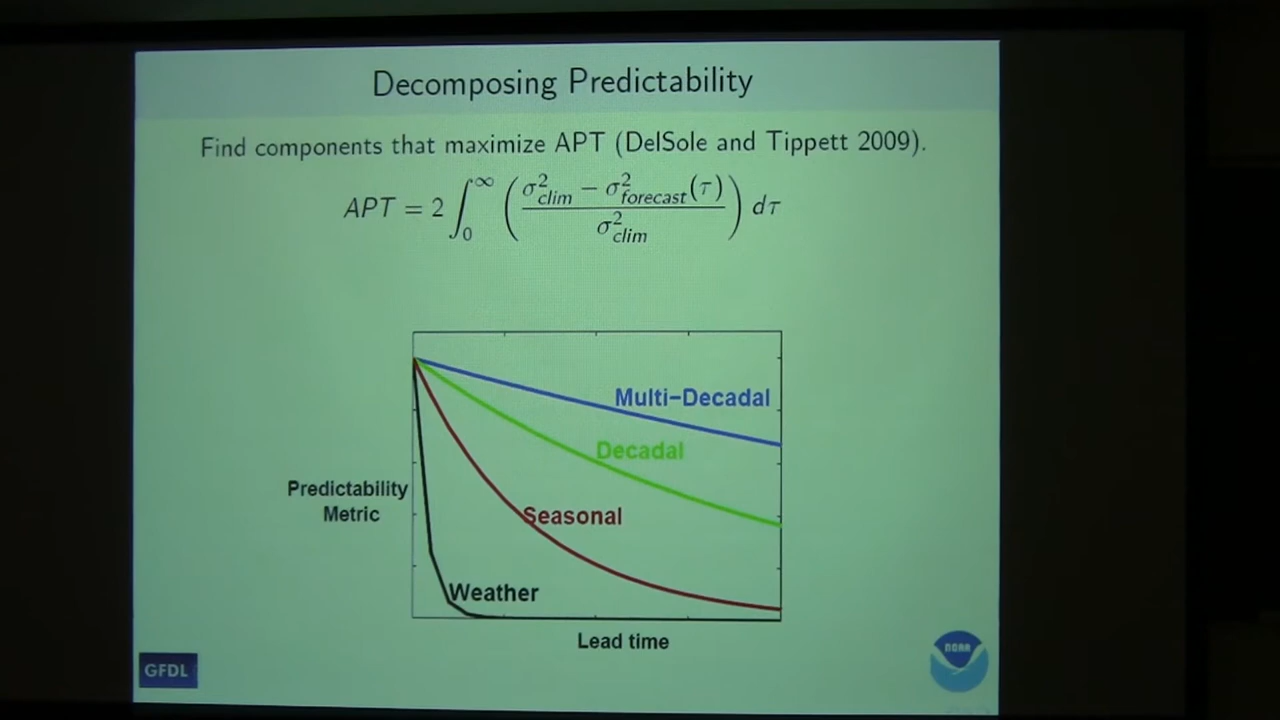 Decomposing Predictability
Find components that maximize APT (DelSole and Tippett 2009).
APT = 2 ∫₀^∞ ( (σ²_clim − σ²_forecast(τ)) / σ²_clim ) dτ
Multi-Decadal
Decadal
Predictability
Metric
Seasonal
Weather
Lead time
GFDL
NOAA